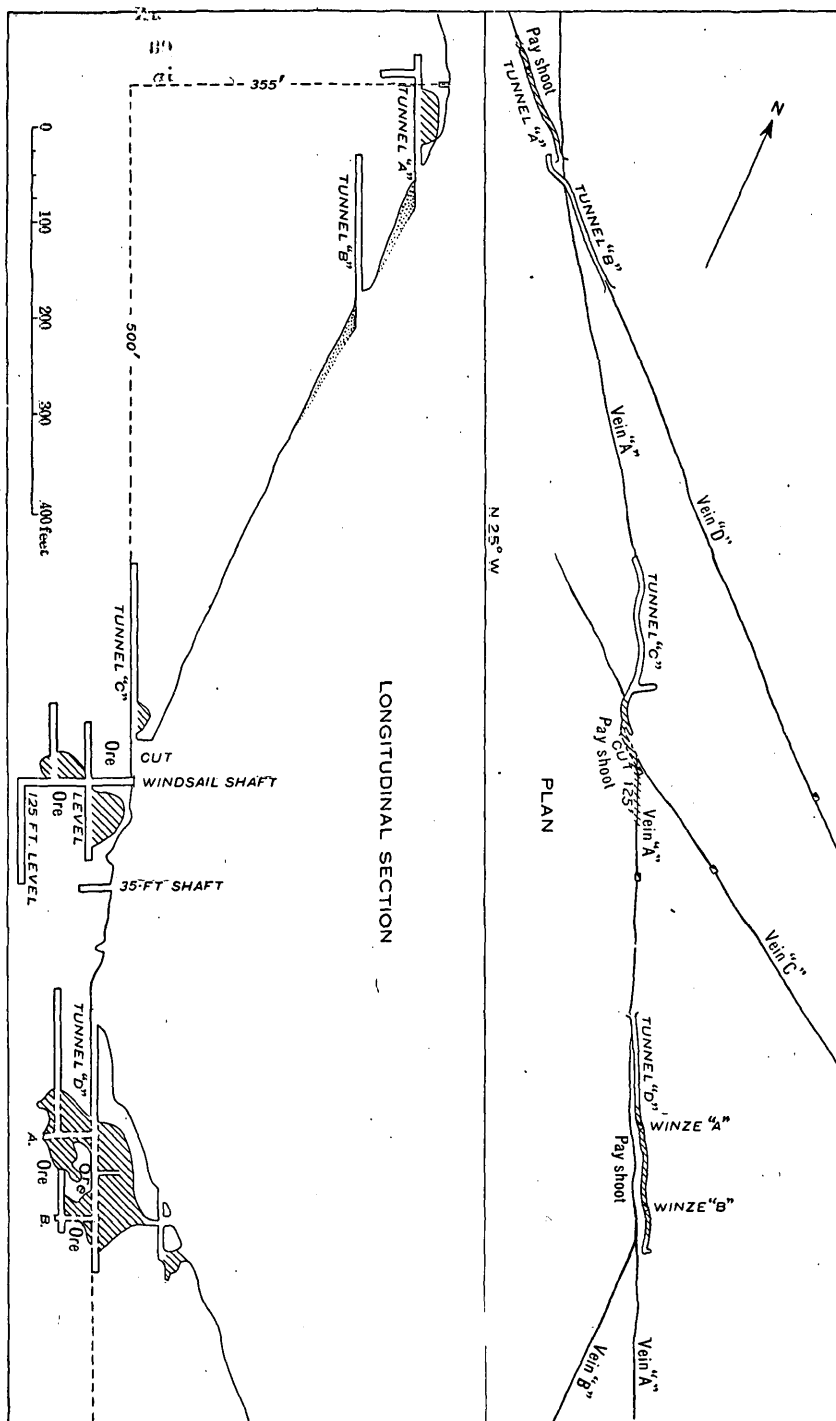 N
Pay shoot
TUNNEL "A"
TUNNEL "B"
Vein "A"
Vein "D"
TUNNEL "C"
Pay shoot
CUT 125'
Vein "A"
Vein "C"
TUNNEL "D"
WINZE "A"
Pay shoot
WINZE "B"
Vein "B"
Vein "A"
PLAN
N 25° W
LONGITUDINAL SECTION
355'
TUNNEL "A"
TUNNEL "B"
500'
0
100
200
300
400 feet
TUNNEL "C"
CUT
Ore
WINDSAIL SHAFT
LEVEL
Ore
125 FT. LEVEL
35-FT SHAFT
TUNNEL "D"
A.
Ore
Ore
B.
Ore